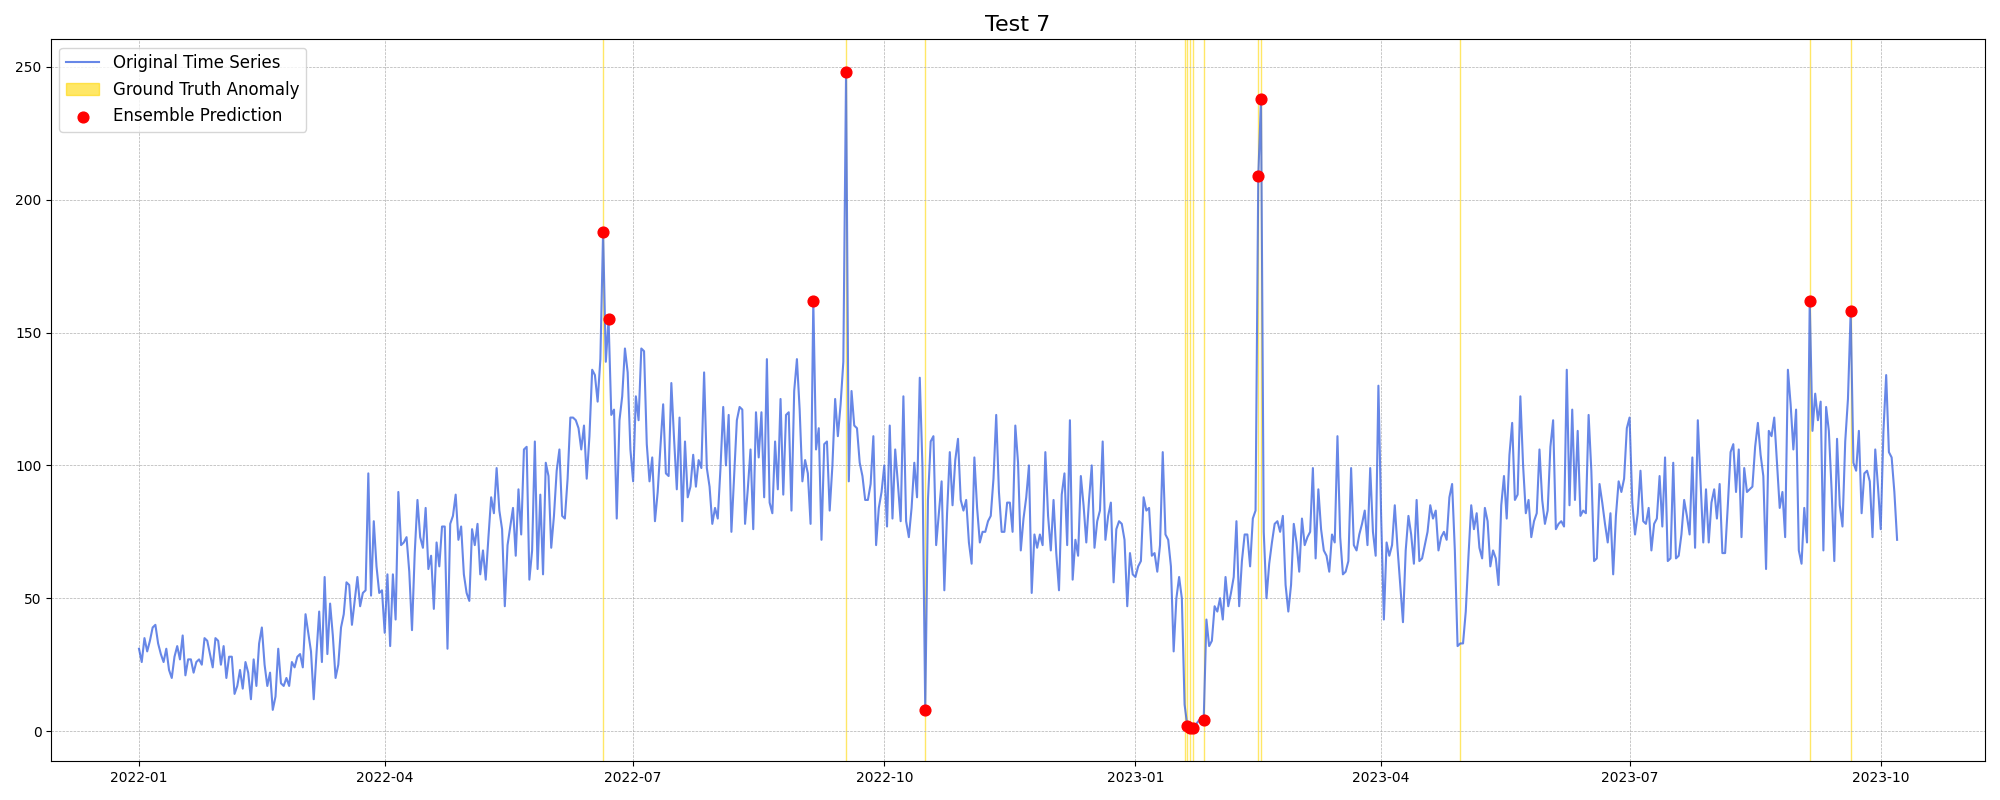 Test 7
Original Time Series
Ground Truth Anomaly
Ensemble Prediction
250
200
150
100
50
0
2022-01 2022-04 2022-07 2022-10 2023-01 2023-04 2023-07 2023-10